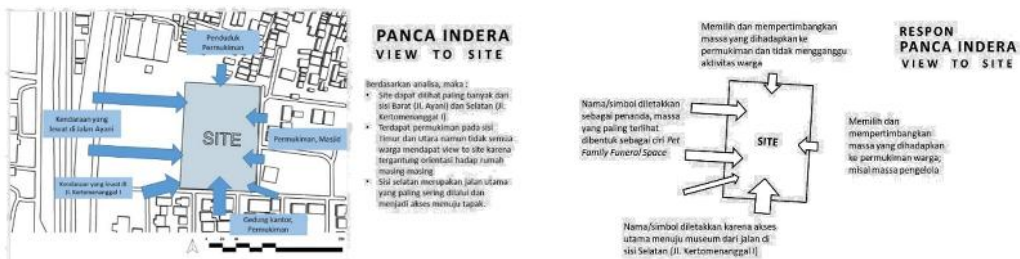 Penduduk
Permukiman
Kendaraan yang
lewat di Jalan Ayani
SITE
Permukiman, Masjid
Kendaraan yang lewat di
Jl. Kertomenanggal I
Gedung kantor,
Permukiman
PANCA INDERA
VIEW TO SITE
Berdasarkan analisa, maka :
• Site dapat dilihat paling banyak dari
sisi Barat (Jl. Ayani) dan Selatan (Jl.
Kertomenanggal I).
• Terdapat permukiman pada sisi
Timur dan Utara namun tidak semua
warga mendapat view to site karena
tergantung orientasi hadap rumah
masing-masing
• Sisi selatan merupakan jalan utama
yang paling sering dilalui dan
menjadi akses menuju tapak.
Memilih dan mempertimbangkan
massa yang dihadapkan ke
permukiman dan tidak mengganggu
aktivitas warga
Nama/simbol diletakkan
sebagai penanda, massa
yang paling terlihat
dibentuk sebagai ciri Pet
Family Funeral Space
SITE
Memilih dan
mempertimbangkan
massa yang dihadapkan
ke permukiman warga;
misal massa pengelola
Nama/simbol diletakkan karena akses
utama menuju museum dari jalan di
sisi Selatan (Jl. Kertomenanggal I)
RESPON
PANCA INDERA
VIEW TO SITE